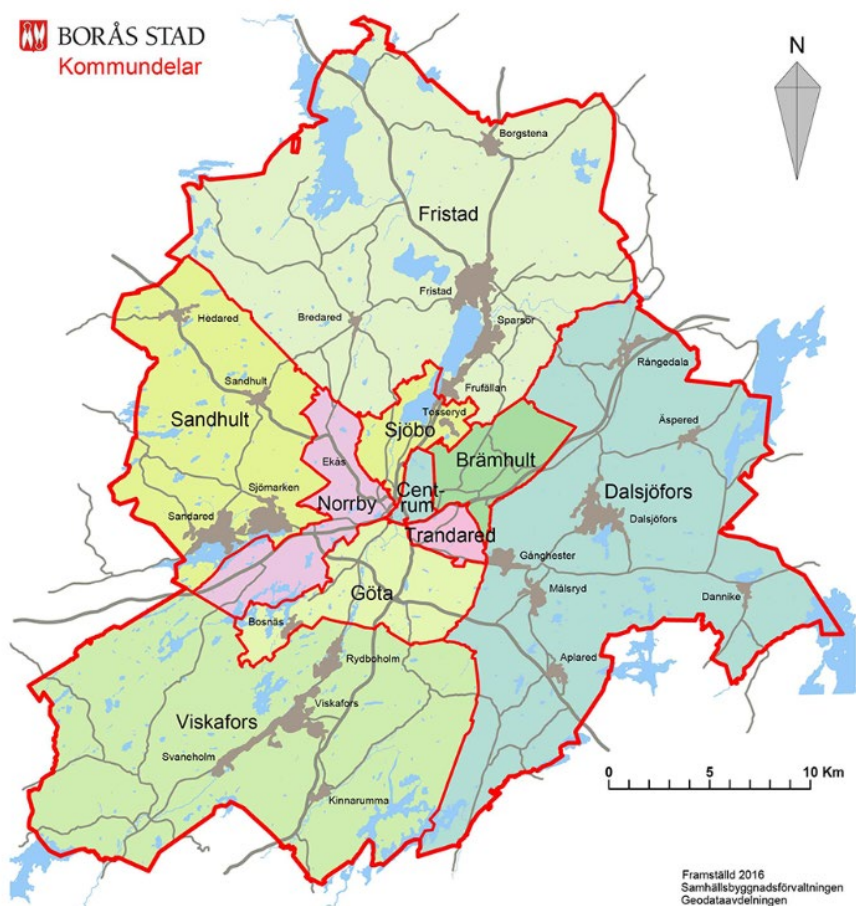 BORÅS STAD
Kommundelar
N
Borgstena
Fristad
Fristad
Hedared
Bredared
Sparsör
Rångedala
Sandhult
Frufällan
Tosseryd
Sandhult
Sjöbo
Äspered
Ekås
Brämhult
Sjömarken
Norrby
Cent-
rum
Dalsjöfors
Sandared
Trandared
Dalsjöfors
Gånghester
Göta
Målsryd
Dannike
Bosnäs
Rydboholm
Aplared
Viskafors
Viskafors
Svaneholm
0 5 10 Km
Kinnarumma
Framställd 2016
Samhällsbyggnadsförvaltningen
Geodataavdelningen